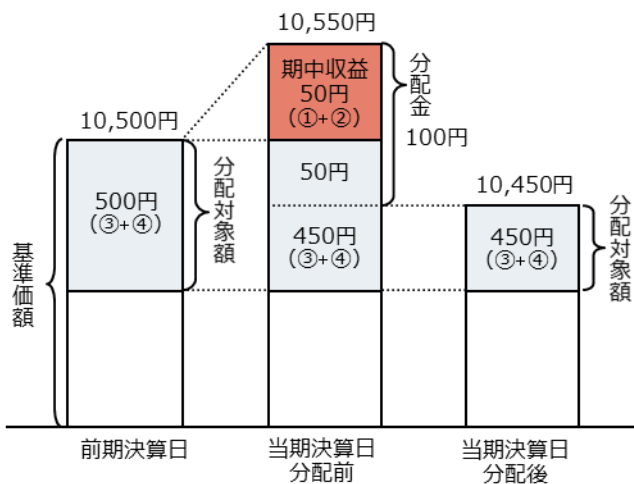 10,550円
期中収益
50円
(①+②)
分配金
100円
10,500円
50円
500円
(③+④)
分配対象額
450円
(③+④)
10,450円
450円
(③+④)
分配対象額
基準価額
前期決算日
当期決算日
分配前
当期決算日
分配後